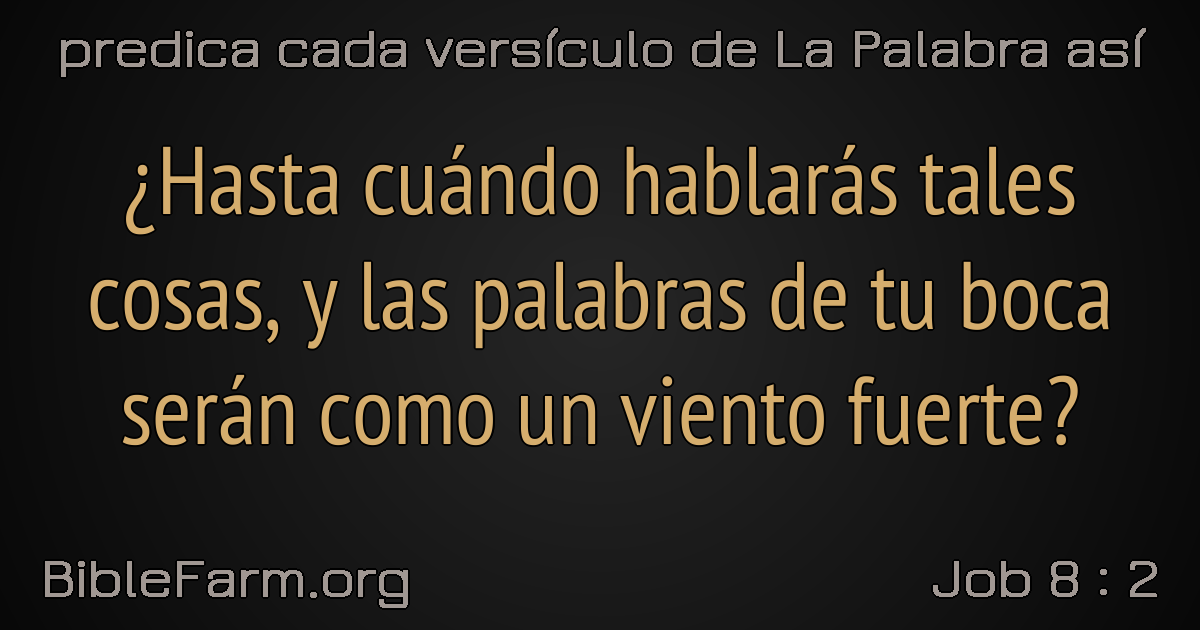 predica cada versículo de La Palabra así
¿Hasta cuándo hablarás tales
cosas, y las palabras de tu boca
serán como un viento fuerte?
BibleFarm.org
Job 8 : 2